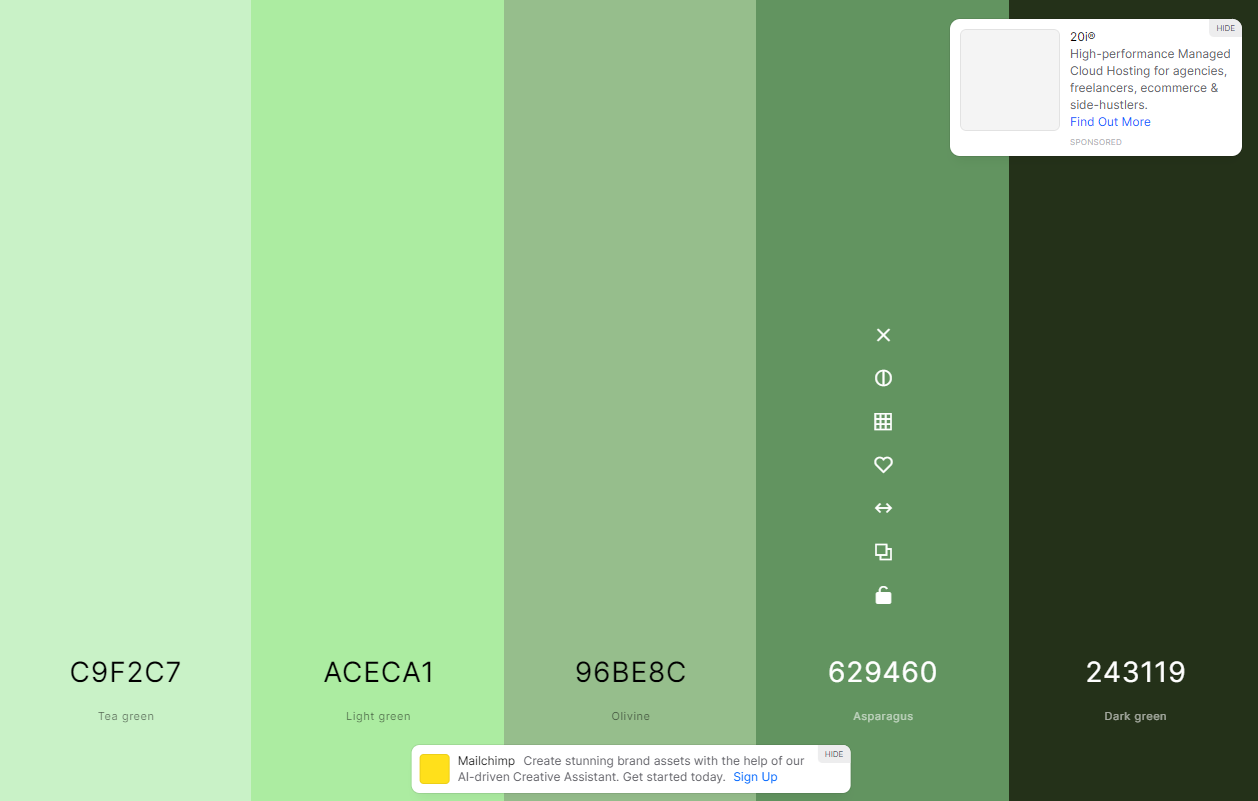 HIDE
20i®
High-performance Managed
Cloud Hosting for agencies,
freelancers, ecommerce &
side-hustlers.
Find Out More
SPONSORED
C9F2C7
Tea green
ACECA1
Light green
96BE8C
Olivine
629460
Asparagus
243119
Dark green
HIDE
Mailchimp Create stunning brand assets with the help of our
AI-driven Creative Assistant. Get started today. Sign Up